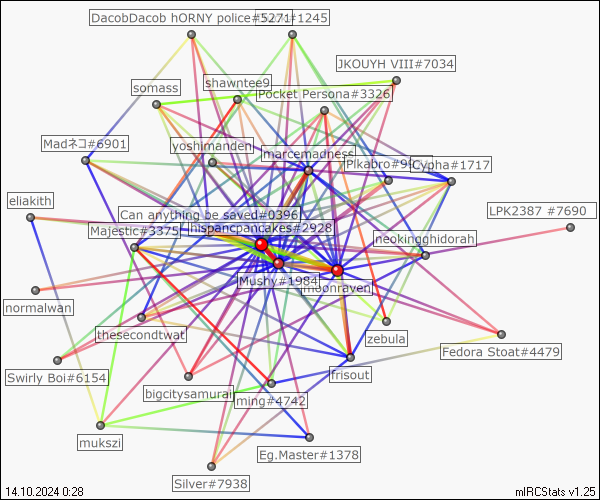 DacobDacob hORNY police#5271
#1245
JKOUYH VIII#7034
shawntee9
somass
Pocket Persona#3326
Madネコ#6901
yoshimanden
marcemadness
Pikabro#99
Cypha#1717
eliakith
LPK2387 #7690
Can anything be saved#0396
hispancpancakes#2928
Majestic#3375
neokingghidorah
Mushy#1984
moonraven
normalwan
thesecondtwat
zebula
Fedora Stoat#4479
Swirly Boi#6154
frisout
bigcitysamurai
ming#4742
mukszi
Eg.Master#1378
Silver#7938
14.10.2024 0:28
mIRCStats v1.25